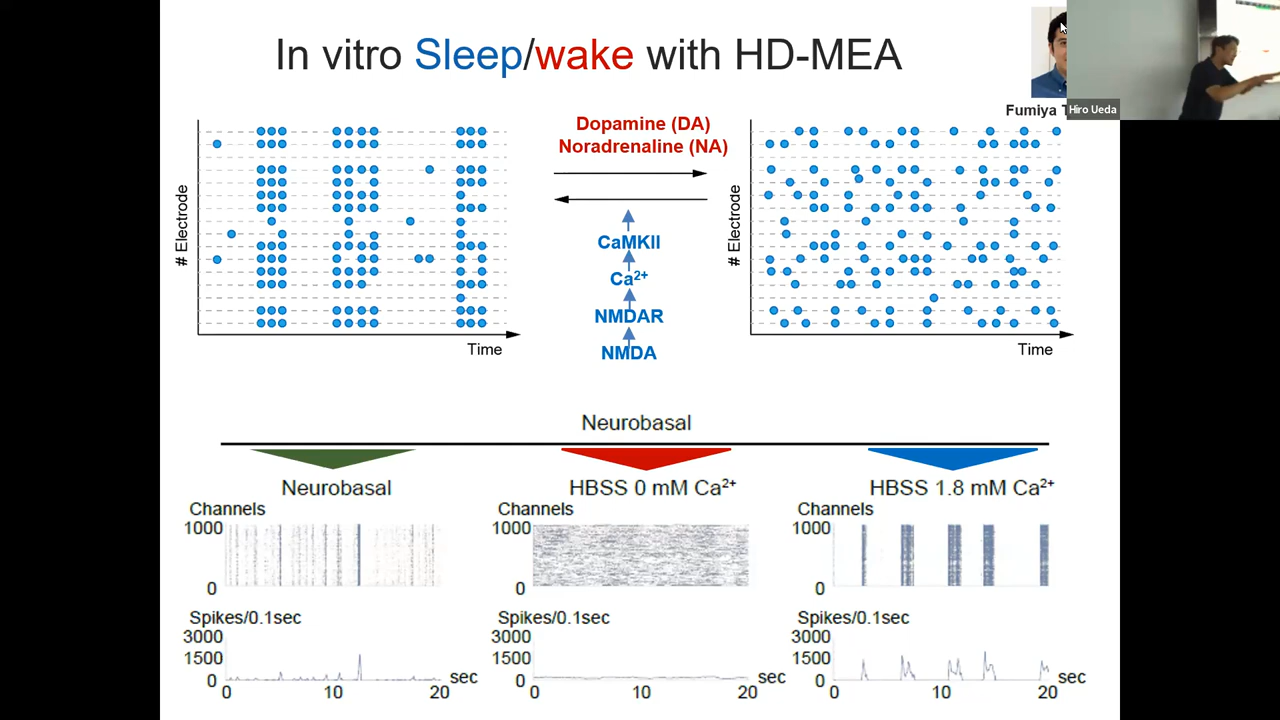 In vitro Sleep/wake with HD-MEA
Fumiya
Hiro Ueda
# Electrode
Time
Dopamine (DA)
Noradrenaline (NA)
CaMKII
Ca²⁺
NMDAR
NMDA
# Electrode
Time
Neurobasal
Neurobasal
Channels
1000
0
Spikes/0.1sec
3000
1500
0
0 10 20
sec
HBSS 0 mM Ca²⁺
Channels
1000
0
Spikes/0.1sec
3000
1500
0
0 10 20
sec
HBSS 1.8 mM Ca²⁺
Channels
1000
0
Spikes/0.1sec
3000
1500
0
0 10 20
sec